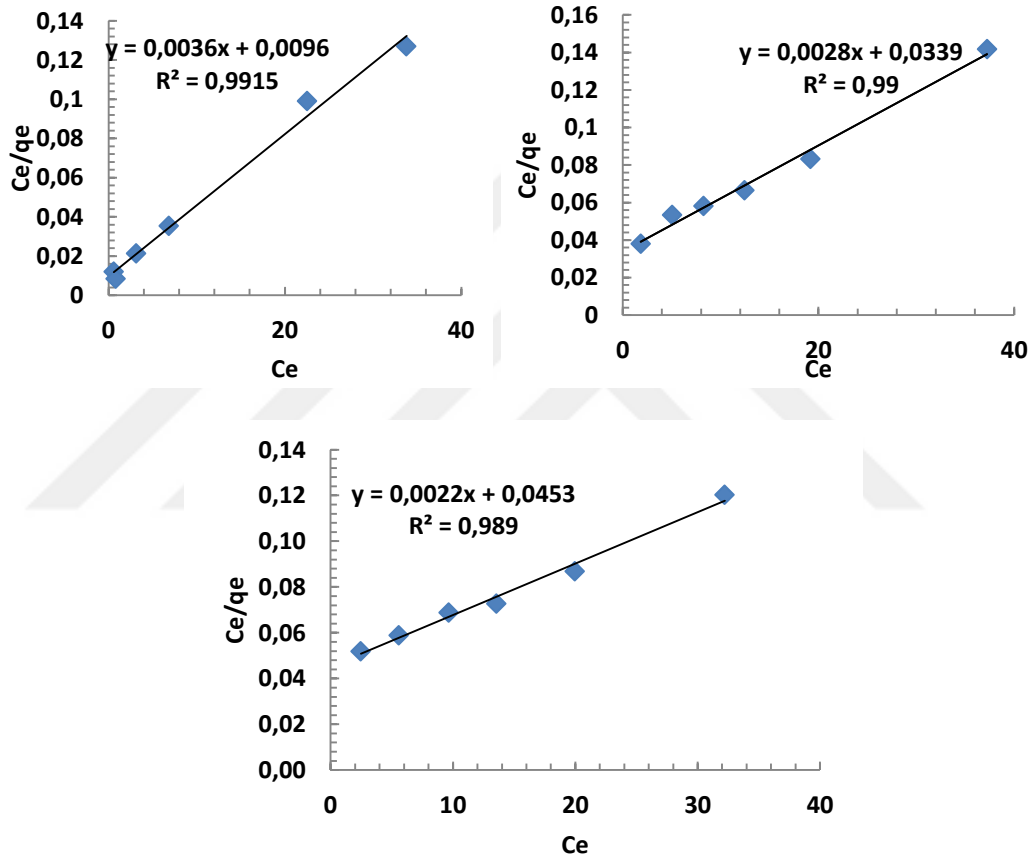 0,14
0,12
0,1
0,08
0,06
0,04
0,02
0
Ce/qe
y = 0,0036x + 0,0096
R² = 0,9915
0 20 40
Ce
0,16
0,14
0,12
0,1
0,08
0,06
0,04
0,02
0
Ce/qe
y = 0,0028x + 0,0339
R² = 0,99
0 20 40
Ce
0,14
0,12
0,10
0,08
0,06
0,04
0,02
0,00
Ce/qe
y = 0,0022x + 0,0453
R² = 0,989
0 10 20 30 40
Ce